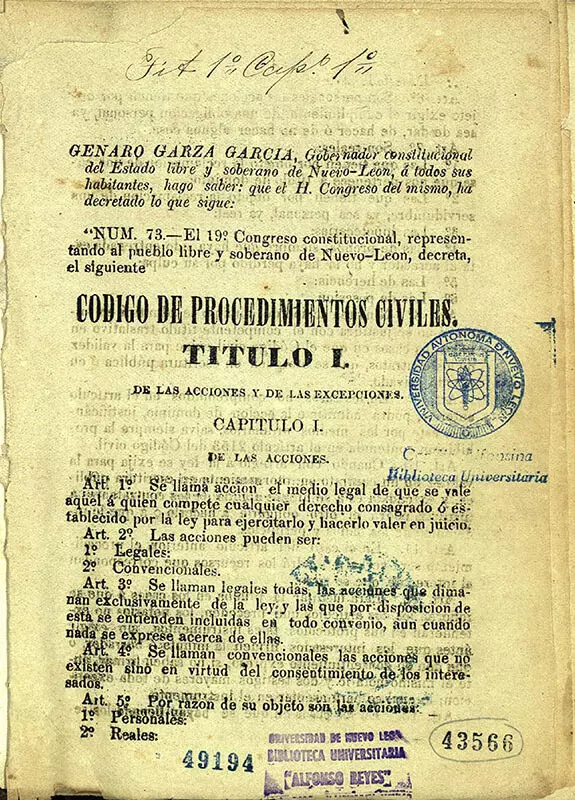 Tit 1º Cap.º 1º
GENARO GARZA GARCIA, Gobernador constitucional
del Estado libre y soberano de Nuevo-Leon, á todos sus
habitantes, hago saber: que el H. Congreso del mismo, ha
decretado lo que sigue:
"NUM. 73.—El 19º Congreso constitucional, represen-
tando al pueblo libre y soberano de Nuevo-Leon, decreta,
el siguiente
CODIGO DE PROCEDIMIENTOS CIVILES.
TITULO I.
DE LAS ACCIONES Y DE LAS EXCEPCIONES.
CAPITULO I.
DE LAS ACCIONES.
UNIVERSIDAD AVTONOMA D NVEVO LEON
Biblioteca Universitaria
Art. 1º Se llama accion el medio legal de que se vale
aquel á quien compete cualquier derecho consagrado ó es-
tablecido por la ley para ejercitarlo y hacerlo valer en juicio.
Art. 2º Las acciones pueden ser:
1º Legales:
2º Convencionales.
Art. 3º Se llaman legales todas, las acciones que dima-
nan exclusivamente de la ley; y las que por disposicion de
esta se entienden incluidas en todo convenio, aun cuando
nada se exprese acerca de ellas.
Art. 4º Se llaman convencionales las acciones que no
existen sino en virtud del consentimiento de los intere-
sados.
Art. 5º Por razon de su objeto son las acciones:
1º Personales:
2º Reales:
49194
UNIVERSIDAD DE NUEVO LEON
BIBLIOTECA UNIVERSITARIA
"ALFONSO REYES"
43566